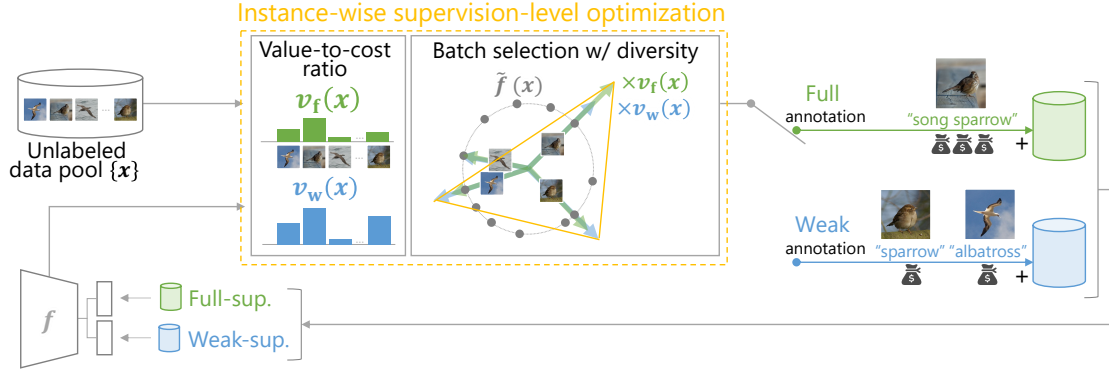 Instance-wise supervision-level optimization
Value-to-cost
ratio
v_f(x)
v_w(x)
Batch selection w/ diversity
f̃ (x)
×v_f(x)
×v_w(x)
Unlabeled
data pool {x}
Full
annotation
"song sparrow"
$ $ $
+
Weak
annotation
"sparrow" "albatross"
$ $
+
f
Full-sup.
Weak-sup.